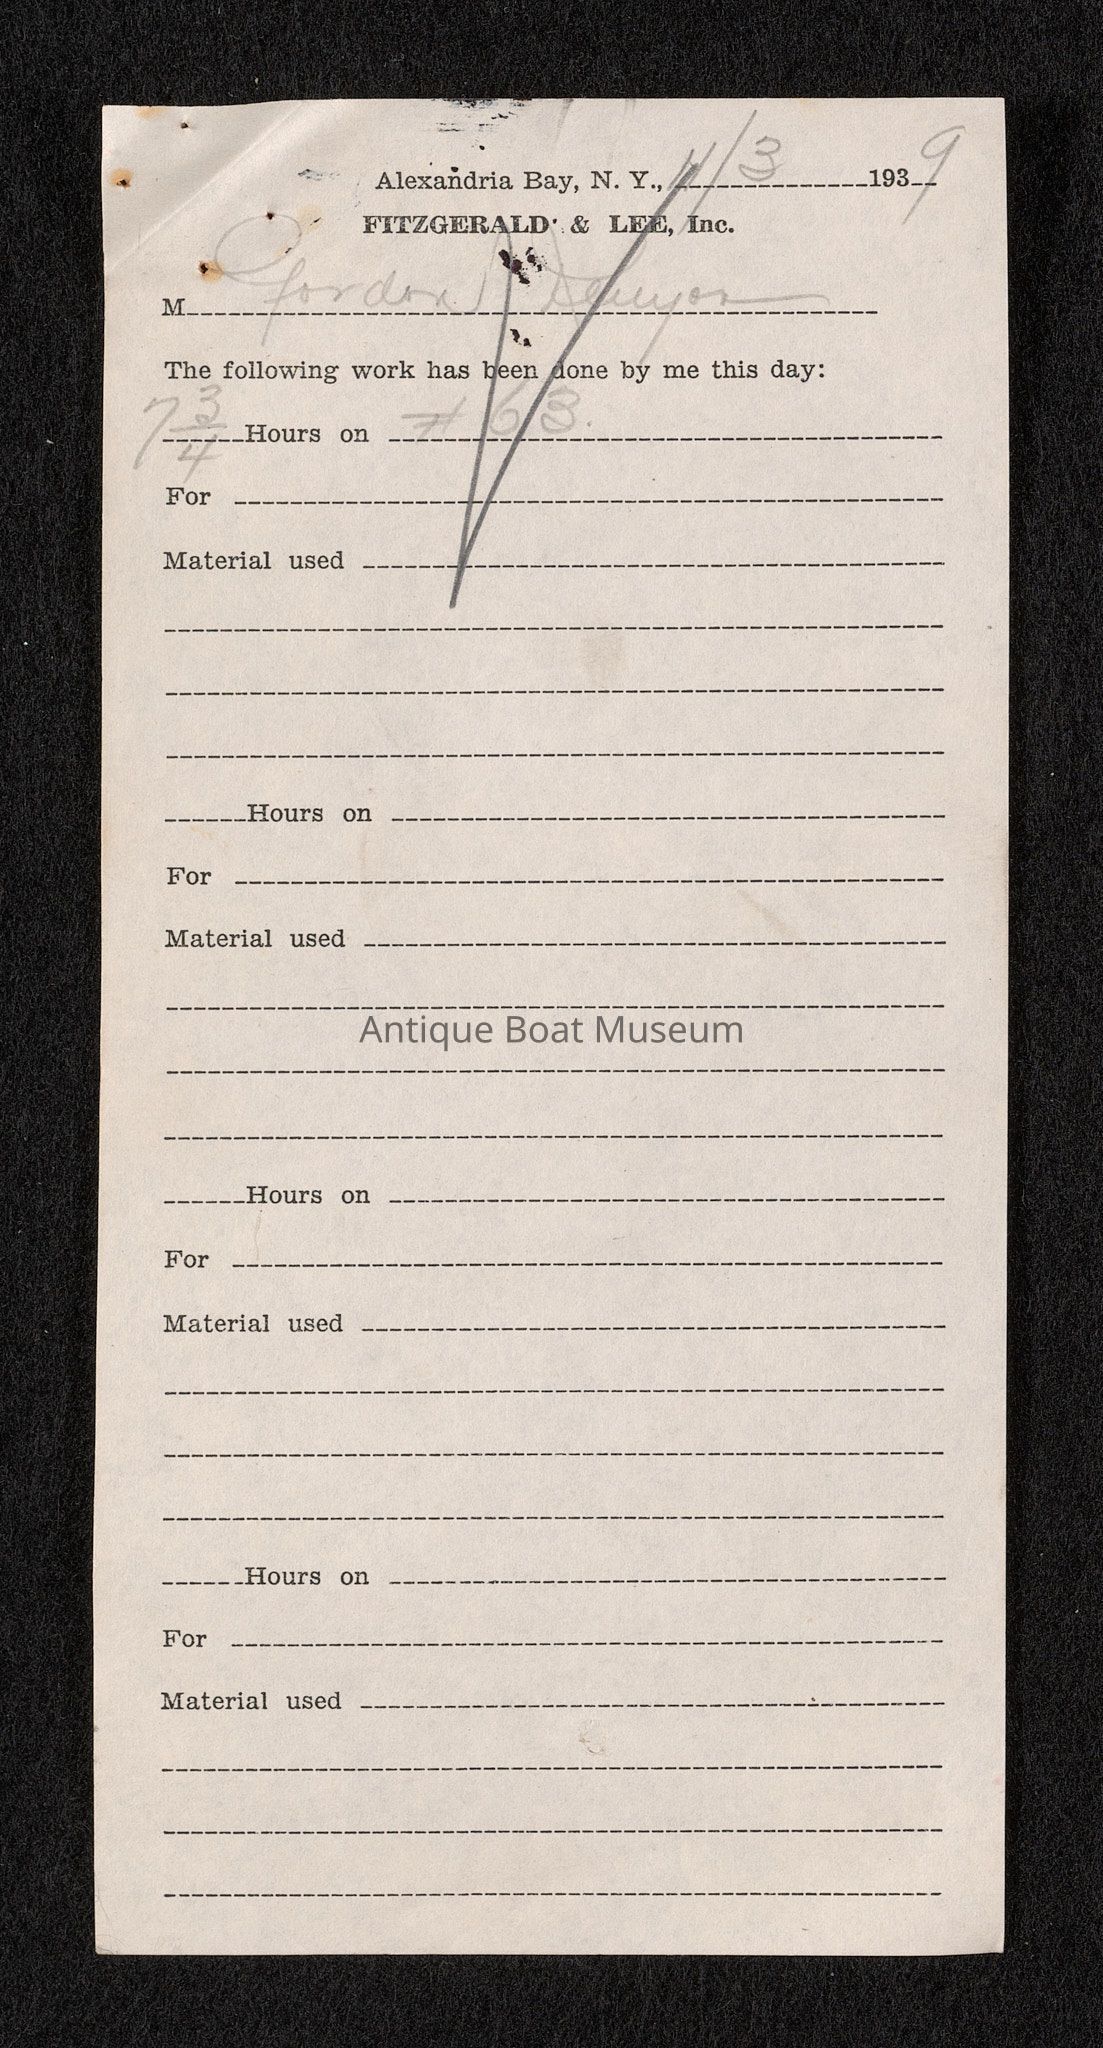 Alexandria Bay, N. Y., 11/3 1939
FITZGERALD & LEE, Inc.
M Gordon
The following work has been done by me this day:
7 3/4 Hours on #63.
For
Material used
Hours on
For
Material used
Antique Boat Museum
Hours on
For
Material used
Hours on
For
Material used